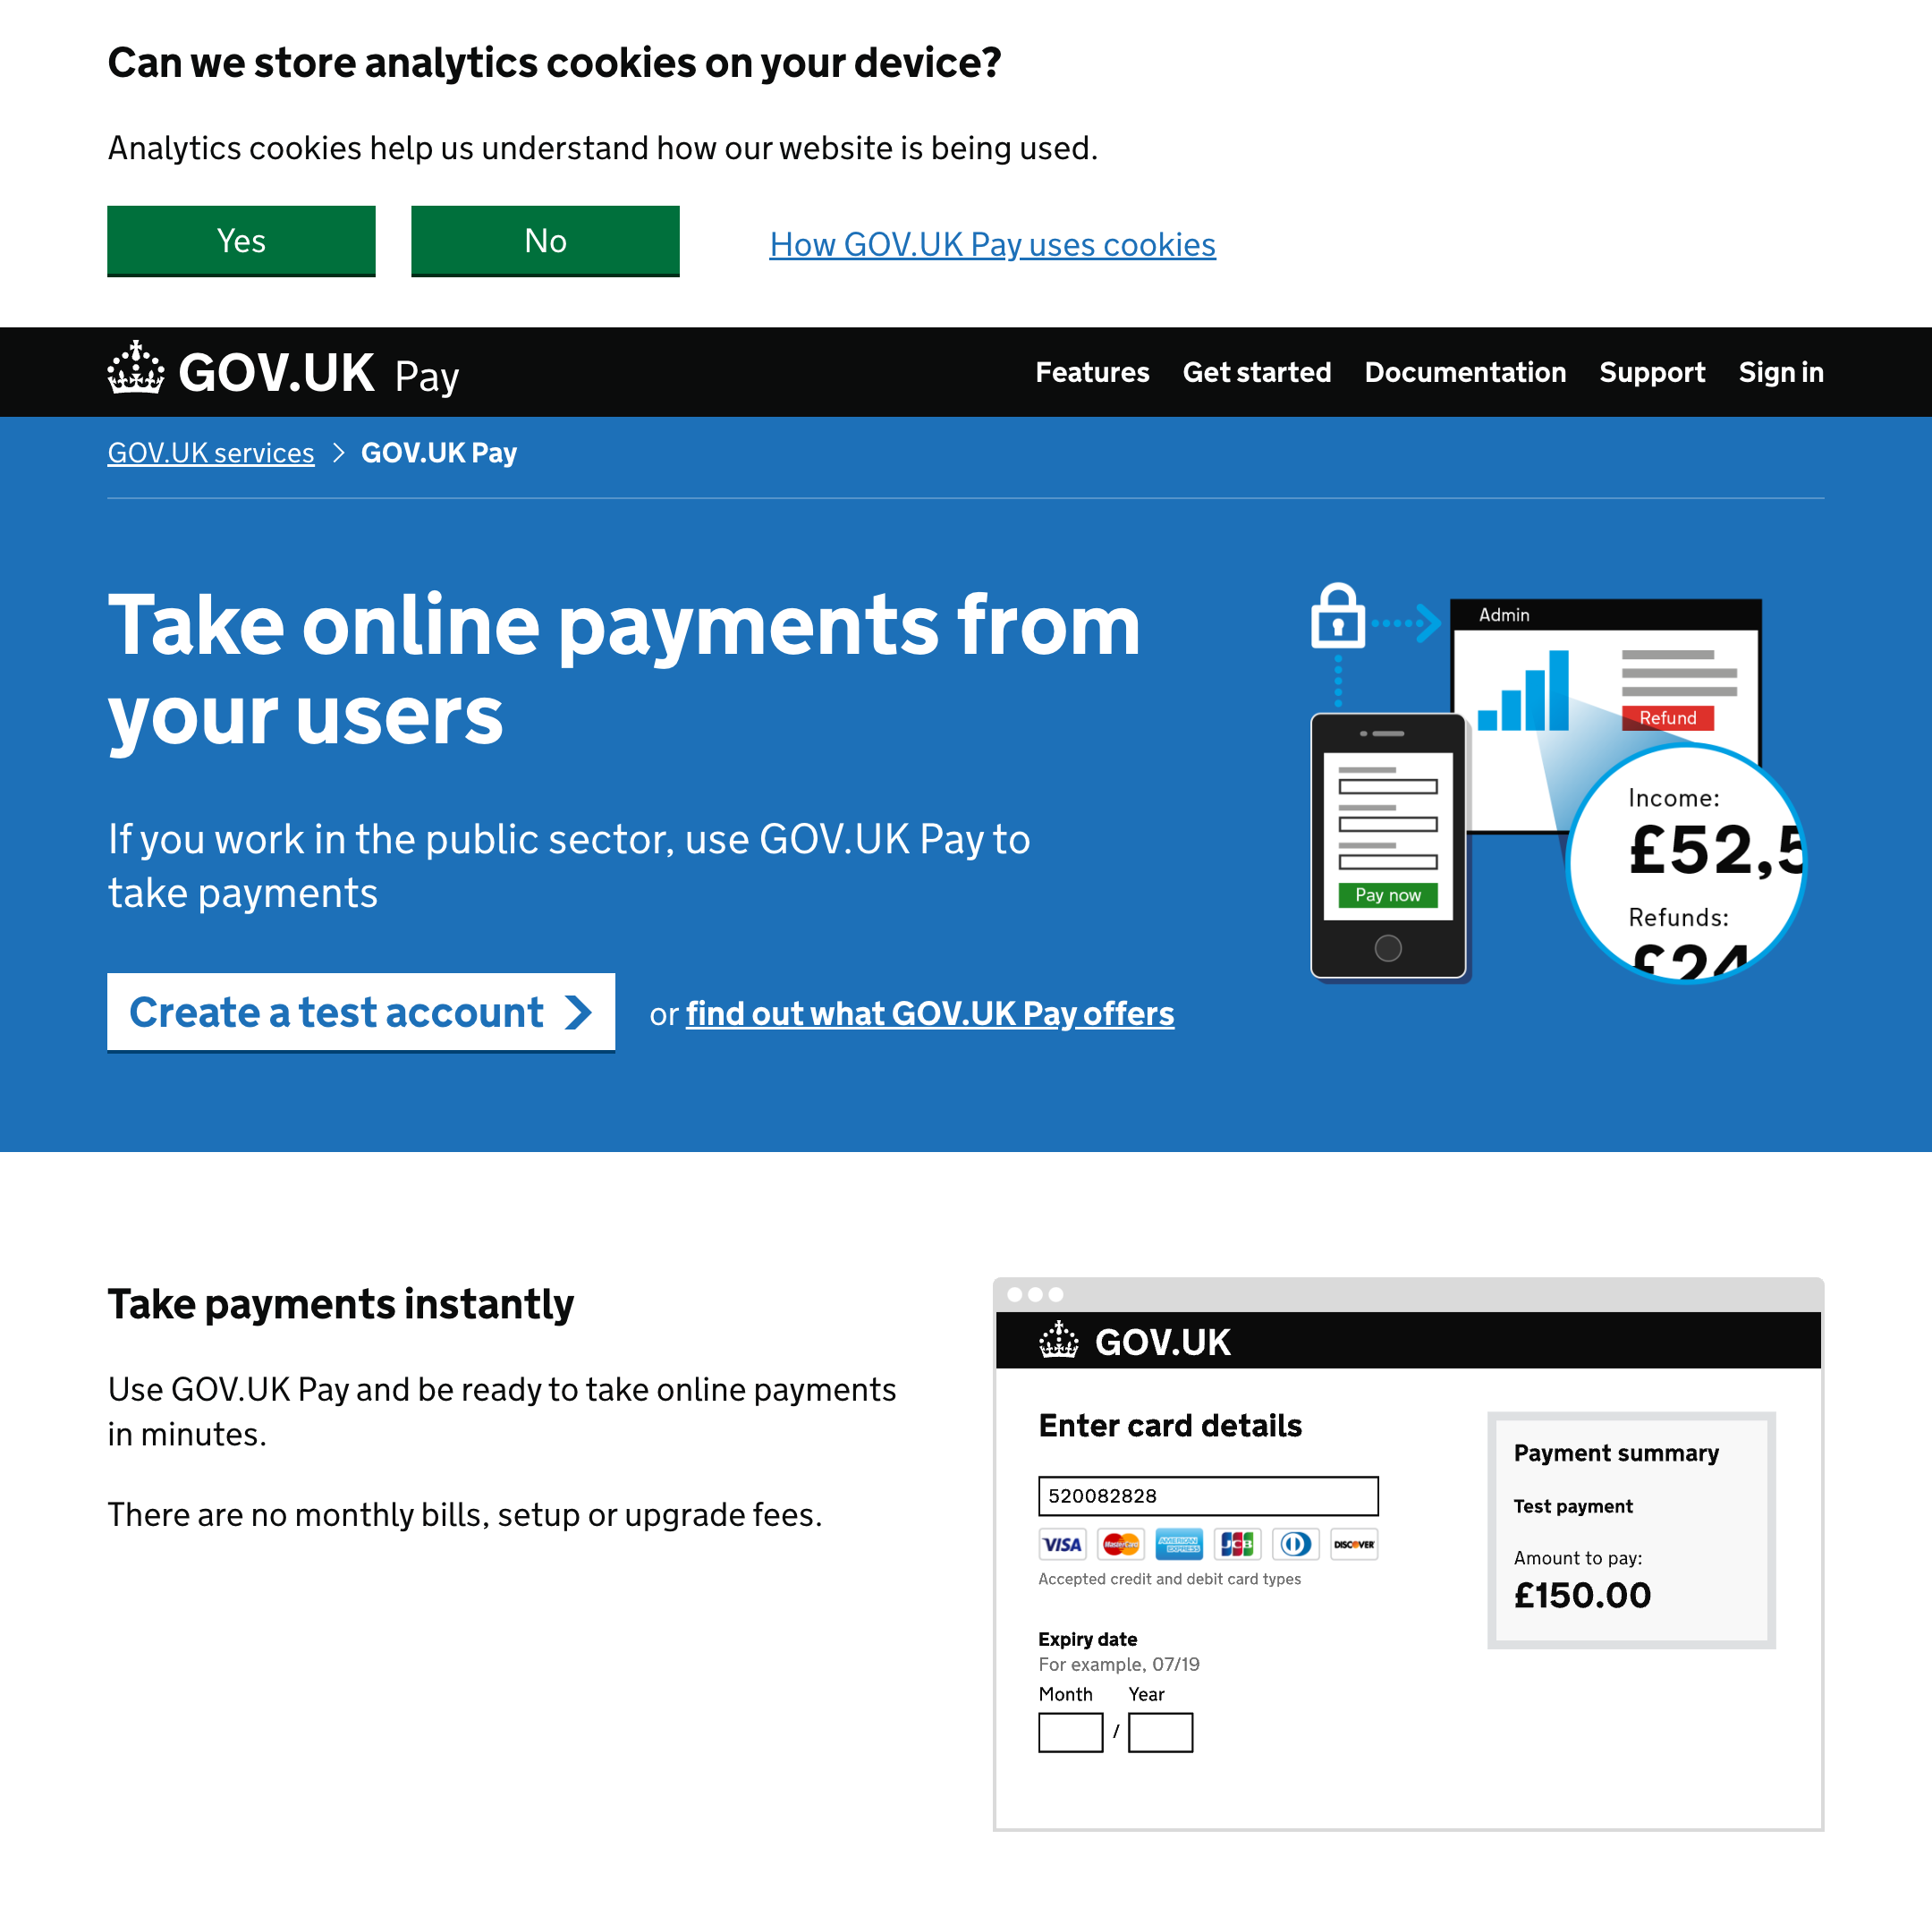 Can we store analytics cookies on your device?
Analytics cookies help us understand how our website is being used.
Yes
No
How GOV.UK Pay uses cookies
GOV.UK Pay
Features
Get started
Documentation
Support
Sign in
GOV.UK services
GOV.UK Pay
Take online payments from
your users
If you work in the public sector, use GOV.UK Pay to
take payments
Create a test account
or find out what GOV.UK Pay offers
Admin
Refund
Pay now
Income:
£52,5
Refunds:
£24
Take payments instantly
Use GOV.UK Pay and be ready to take online payments
in minutes.
There are no monthly bills, setup or upgrade fees.
GOV.UK
Enter card details
520082828
VISA
MasterCard
AMERICAN
EXPRESS
JCB
DISCOVER
Accepted credit and debit card types
Expiry date
For example, 07/19
Month
Year
/
Payment summary
Test payment
Amount to pay:
£150.00